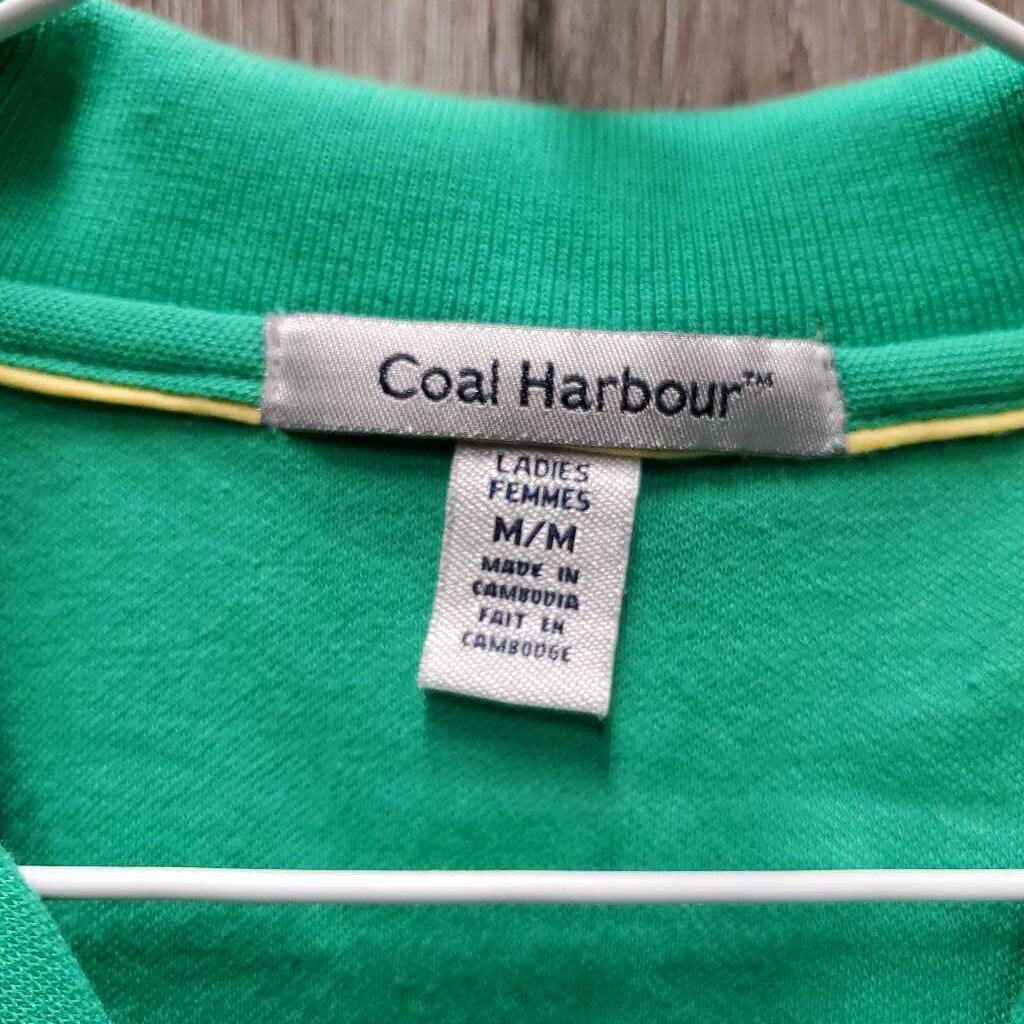 Coal Harbour™
LADIES
FEMMES
M/M
MADE IN
CAMBODIA
FAIT EN
CAMBODGE